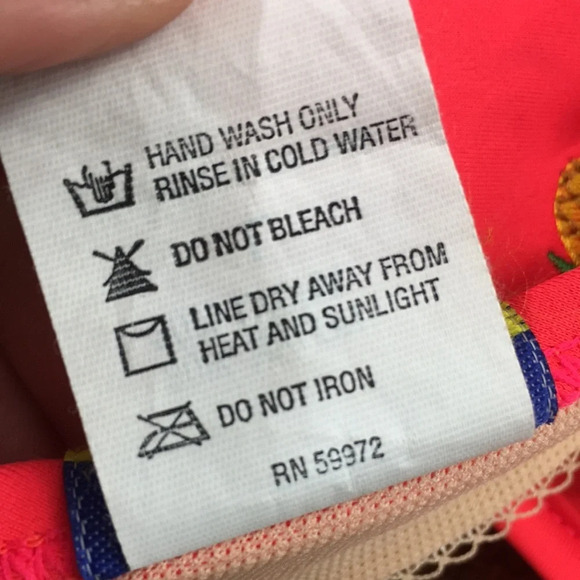 HAND WASH ONLY
RINSE IN COLD WATER
DO NOT BLEACH
LINE DRY AWAY FROM
HEAT AND SUNLIGHT
DO NOT IRON
RN 59972